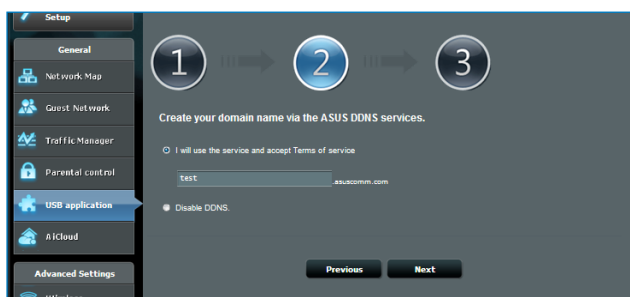 Setup
General
Network Map
Guest Network
Traffic Manager
Parental control
USB application
AiCloud
Advanced Settings
Wireless
1
2
3
Create your domain name via the ASUS DDNS services.
I will use the service and accept Terms of service
test .asuscomm.com
Disable DDNS.
Previous Next